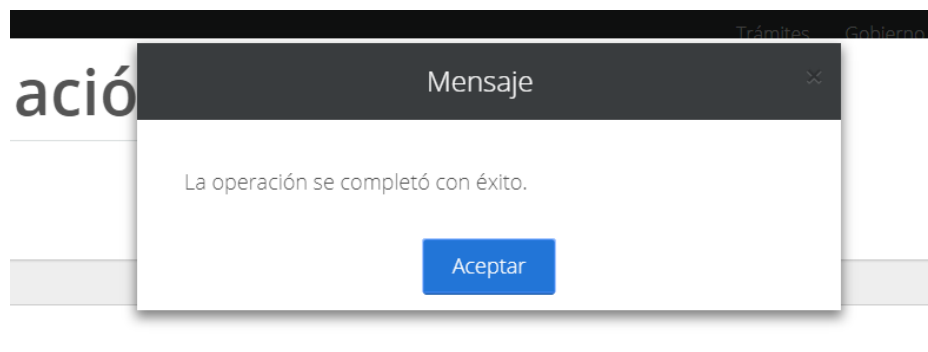 Trámites Gobierno
ació
Mensaje
×
La operación se completó con éxito.
Aceptar